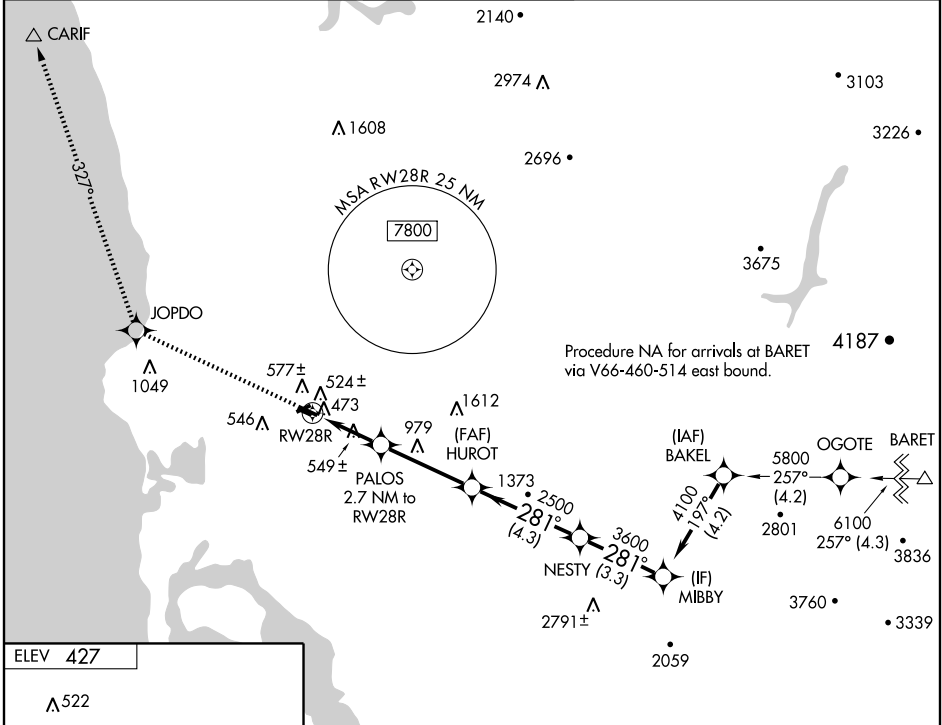 CARIF
2140
2974
3103
1608
3226
2696
327°
MSA RW28R 25 NM
7800
3675
JOPDO
4187
Procedure NA for arrivals at BARET
via V66-460-514 east bound.
1049
577±
524±
473
546
RW28R
549±
979
1612
(FAF)
HUROT
PALOS
2.7 NM to
RW28R
1373
2500
281°
(4.3)
(IAF)
BAKEL
OGOTE
BARET
5800
257°
(4.2)
4100
197°
(4.2)
2801
6100
257° (4.3)
3836
3600
281°
(3.3)
NESTY
(IF)
MIBBY
2791±
3760
3339
2059
ELEV 427
522